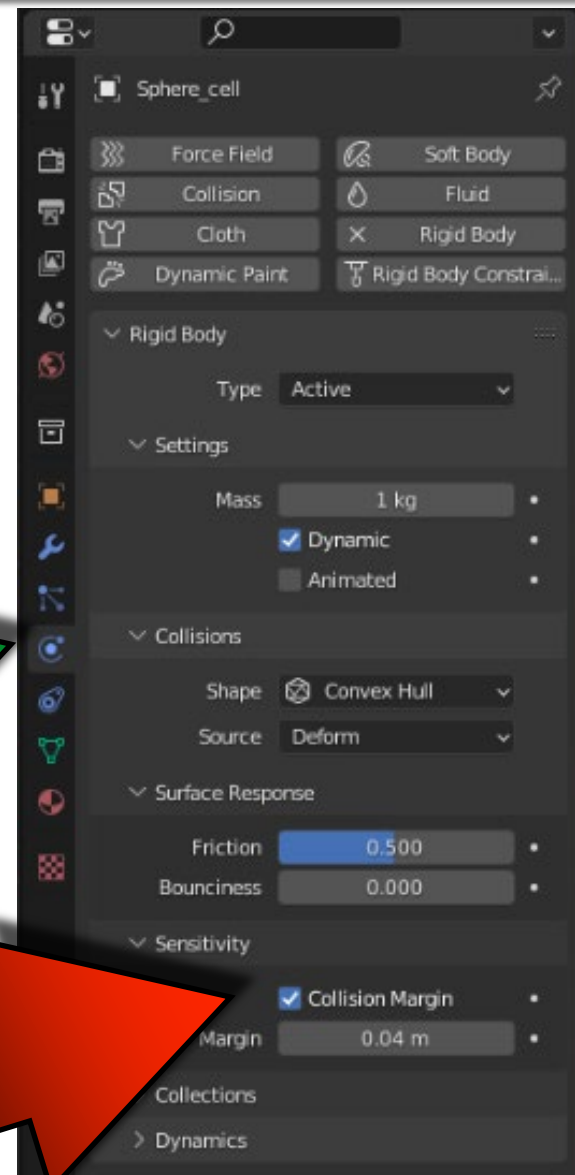 Sphere_cell
Force Field Soft Body
Collision Fluid
Cloth Rigid Body
Dynamic Paint Rigid Body Constrai...
Rigid Body
Type Active
Settings
Mass 1 kg
Dynamic
Animated
Collisions
Shape Convex Hull
Source Deform
Surface Response
Friction 0.500
Bounciness 0.000
Sensitivity
Collision Margin
Margin 0.04 m
Collections
Dynamics